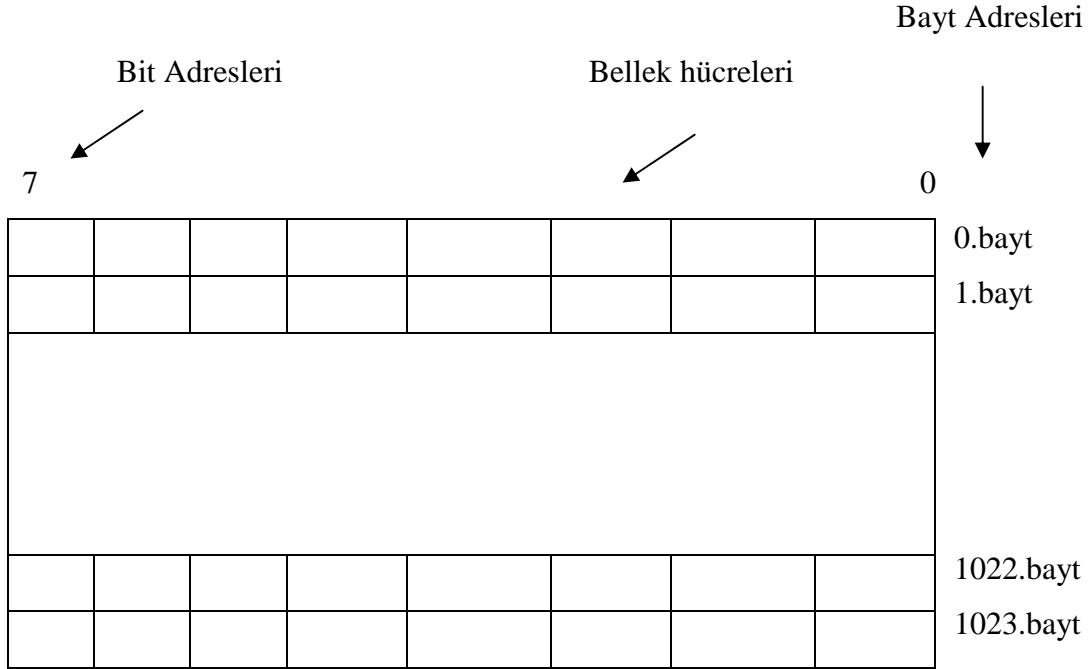 Bayt Adresleri
Bit Adresleri
Bellek hücreleri
7
0
0.bayt
1.bayt
1022.bayt
1023.bayt